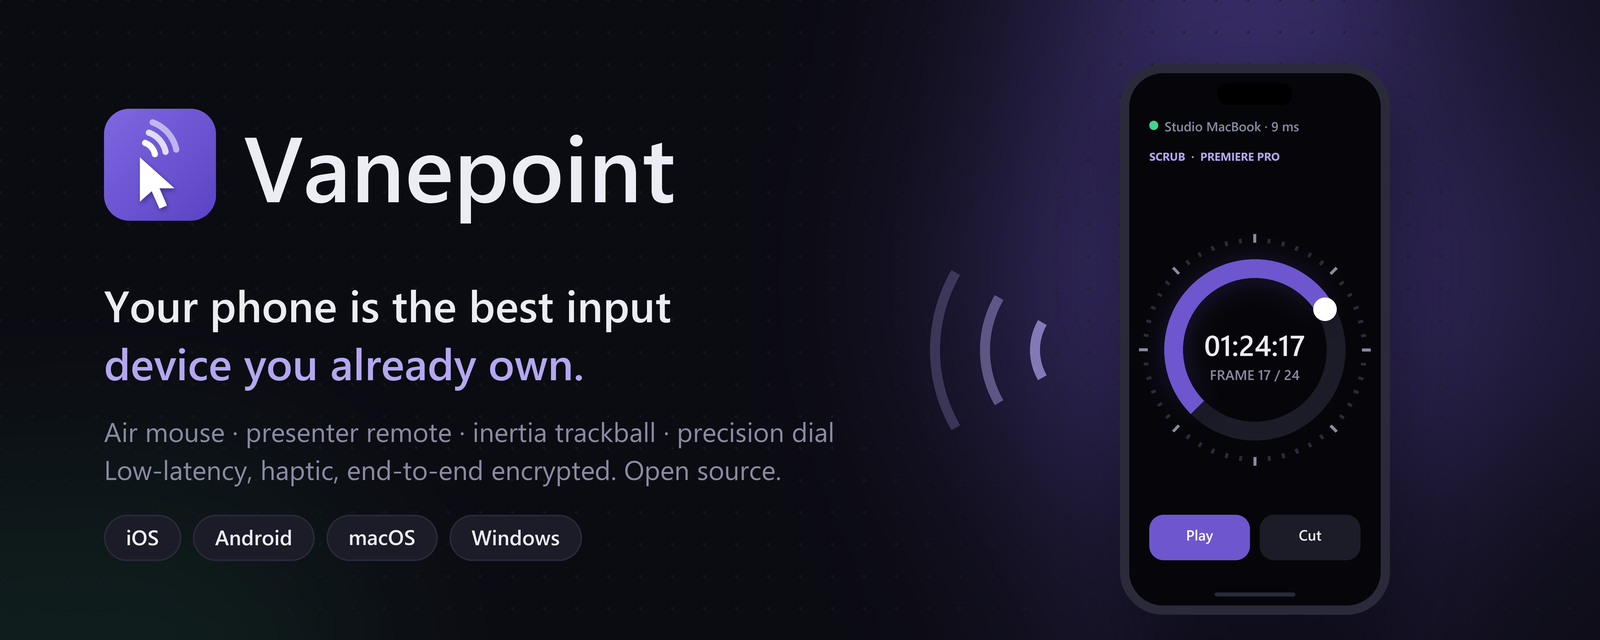 Vanepoint
Your phone is the best input
device you already own.
Air mouse · presenter remote · inertia trackball · precision dial
Low-latency, haptic, end-to-end encrypted. Open source.
iOS
Android
macOS
Windows
Studio MacBook · 9 ms
SCRUB · PREMIERE PRO
01:24:17
FRAME 17 / 24
Play
Cut